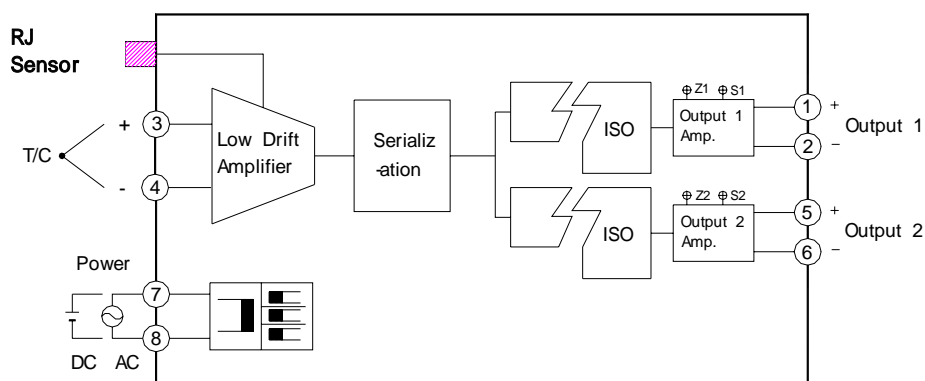 RJ
Sensor
T/C
+
-
3
4
Low Drift
Amplifier
Serializ
-ation
ISO
Z1 S1
Output 1
Amp.
1
2
+
−
Output 1
ISO
Z2 S2
Output 2
Amp.
5
6
+
−
Output 2
Power
7
8
DC AC